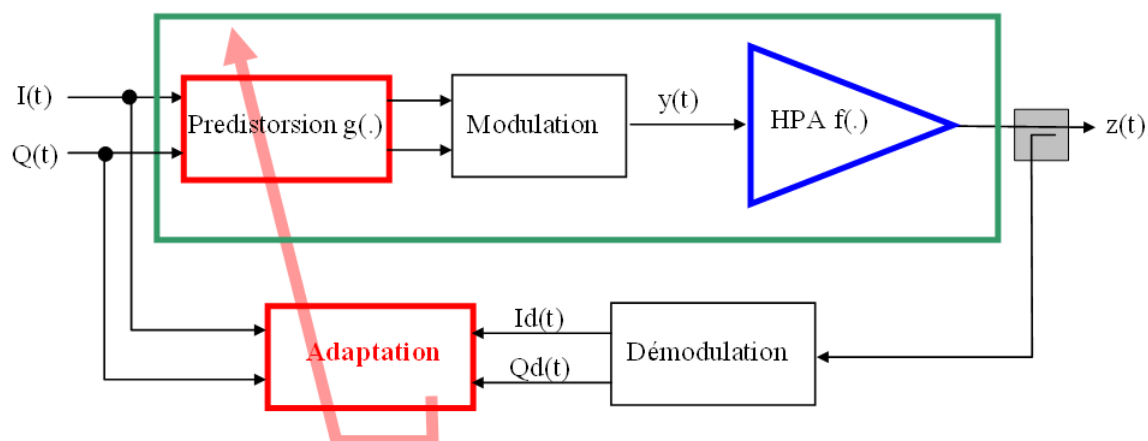 I(t)
Q(t)
Predistorsion g(.)
Modulation
y(t)
HPA f(.)
z(t)
Adaptation
Id(t)
Qd(t)
Démodulation